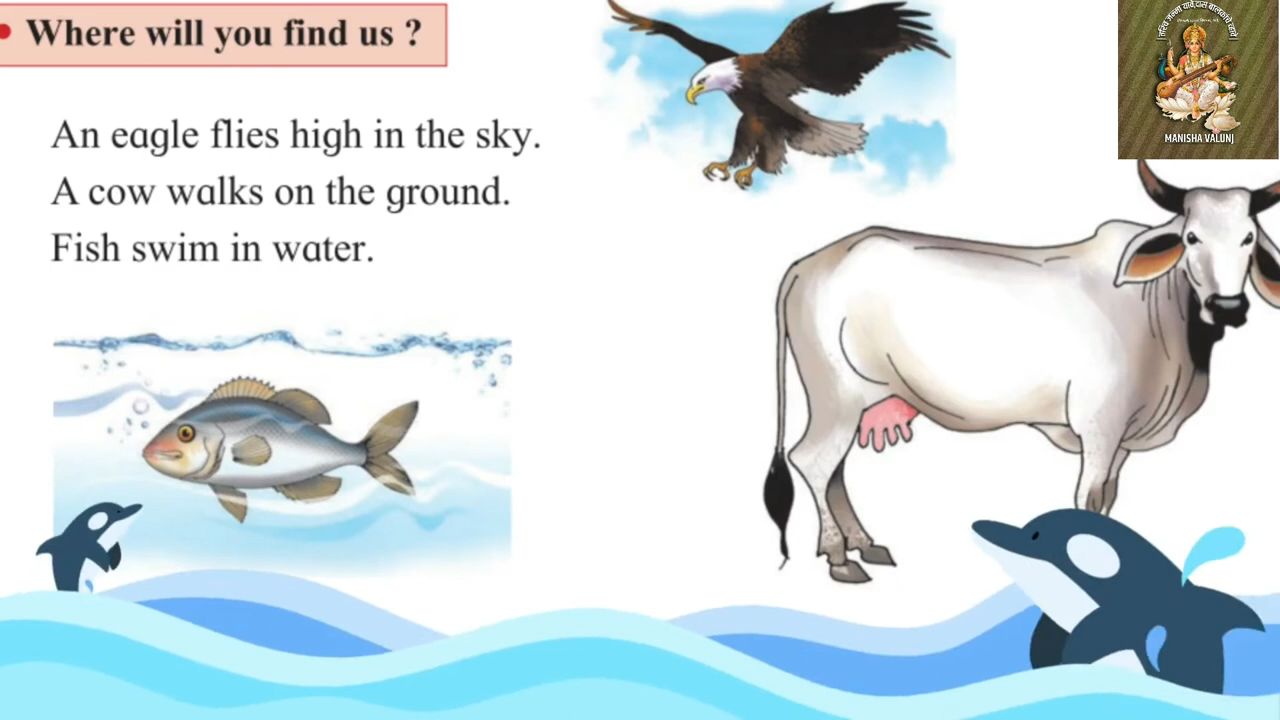 Where will you find us ?
An eagle flies high in the sky.
A cow walks on the ground.
Fish swim in water.
MANISHA VALUNJ